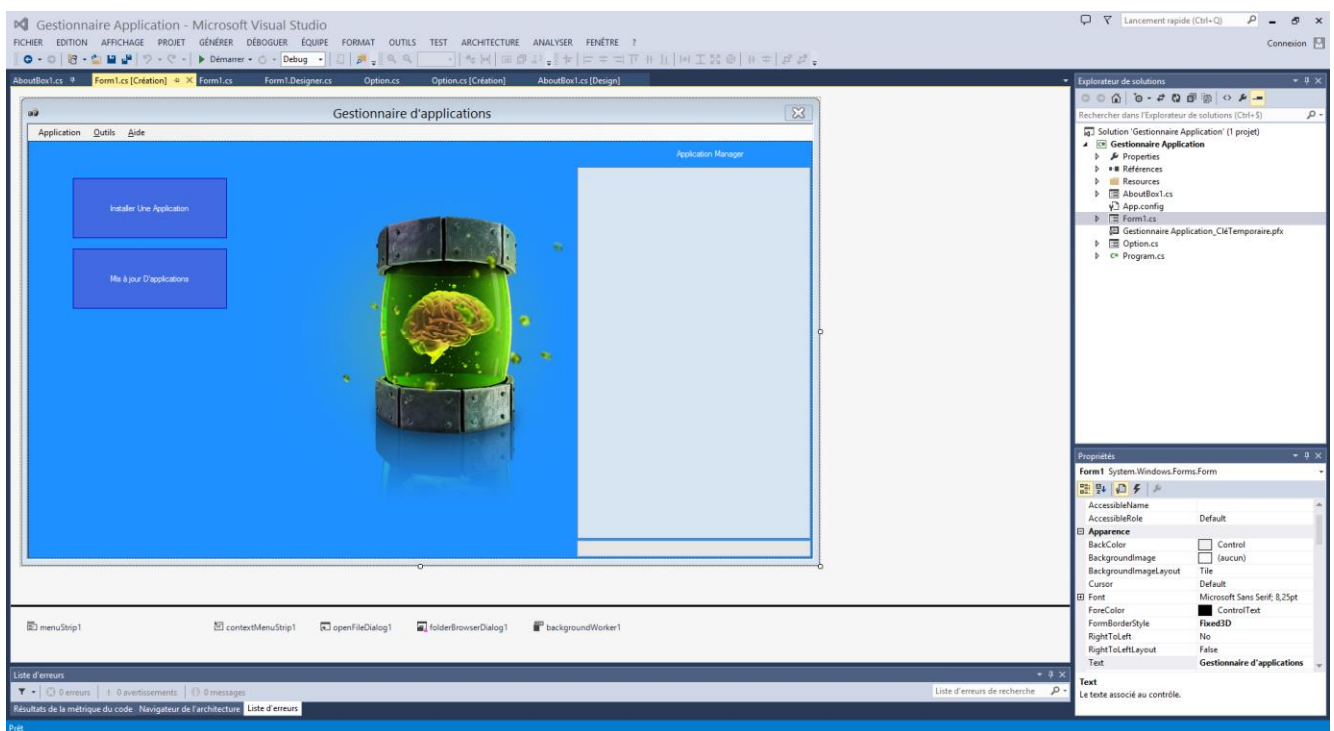 Gestionnaire Application - Microsoft Visual Studio
Lancement rapide (Ctrl+Q)
FICHIER EDITION AFFICHAGE PROJET GÉNÉRER DÉBOGUER ÉQUIPE FORMAT OUTILS TEST ARCHITECTURE ANALYSER FENÊTRE ?
Connexion
Démarrer Debug
AboutBox1.cs Form1.cs [Création] Form1.cs Form1.Designer.cs Option.cs Option.cs [Création] AboutBox1.cs [Design]
Gestionnaire d'applications
Application Outils Aide
Application Manager
Installer Une Application
Mis à jour D'applications
menuStrip1 contextMenuStrip1 openFileDialog1 folderBrowserDialog1 backgroundWorker1
Liste d'erreurs
0 erreurs 0 avertissements 0 messages
Liste d'erreurs de recherche
Résultats de la métrique du code Navigateur de l'architecture Liste d'erreurs
Prêt
Explorateur de solutions
Rechercher dans l'Explorateur de solutions (Ctrl+$)
Solution 'Gestionnaire Application' (1 projet)
Gestionnaire Application
Properties
Références
Resources
AboutBox1.cs
App.config
Form1.cs
Gestionnaire Application_CléTemporaire.pfx
Option.cs
C# Program.cs
Propriétés
Form1 System.Windows.Forms.Form
AccessibleName
AccessibleRole Default
Apparence
BackColor Control
BackgroundImage (aucun)
BackgroundImageLayout Tile
Cursor Default
Font Microsoft Sans Serif; 8,25pt
ForeColor ControlText
FormBorderStyle Fixed3D
RightToLeft No
RightToLeftLayout False
Text Gestionnaire d'applications
Text
Le texte associé au contrôle.